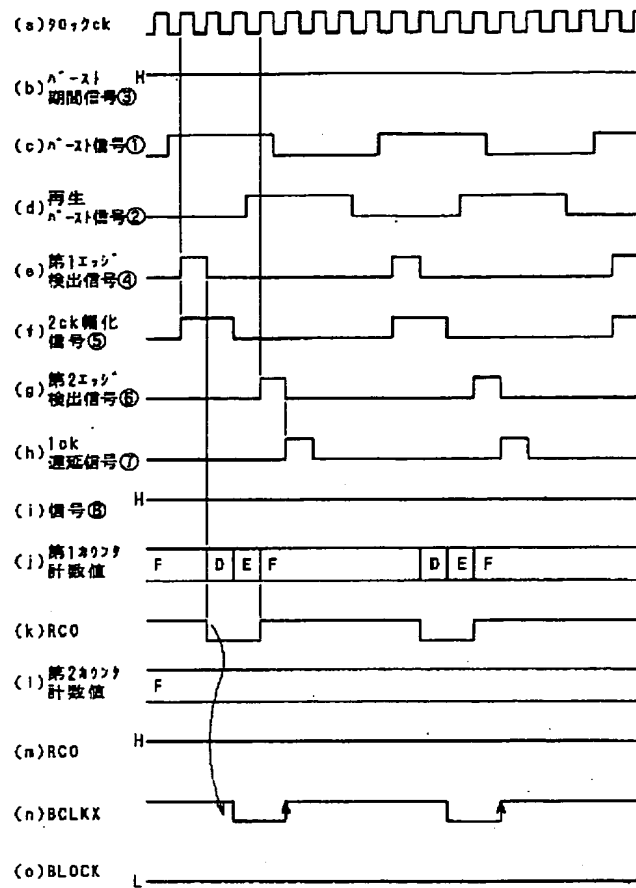 (a)クロックck
(b)バースト H
期間信号③
(c)バースト信号①
(d)再生
バースト信号②
(e)第1エッジ
検出信号④
(f)2ck幅化
信号⑤
(g)第2エッジ
検出信号⑥
(h)1ck
遅延信号⑦
(i)信号⑧ H
(j)第1カウンタ
計数値
F D E F D E F
(k)RCO
(l)第2カウンタ
計数値
F
(m)RCO H
(n)BCLKX
(o)BLOCK L